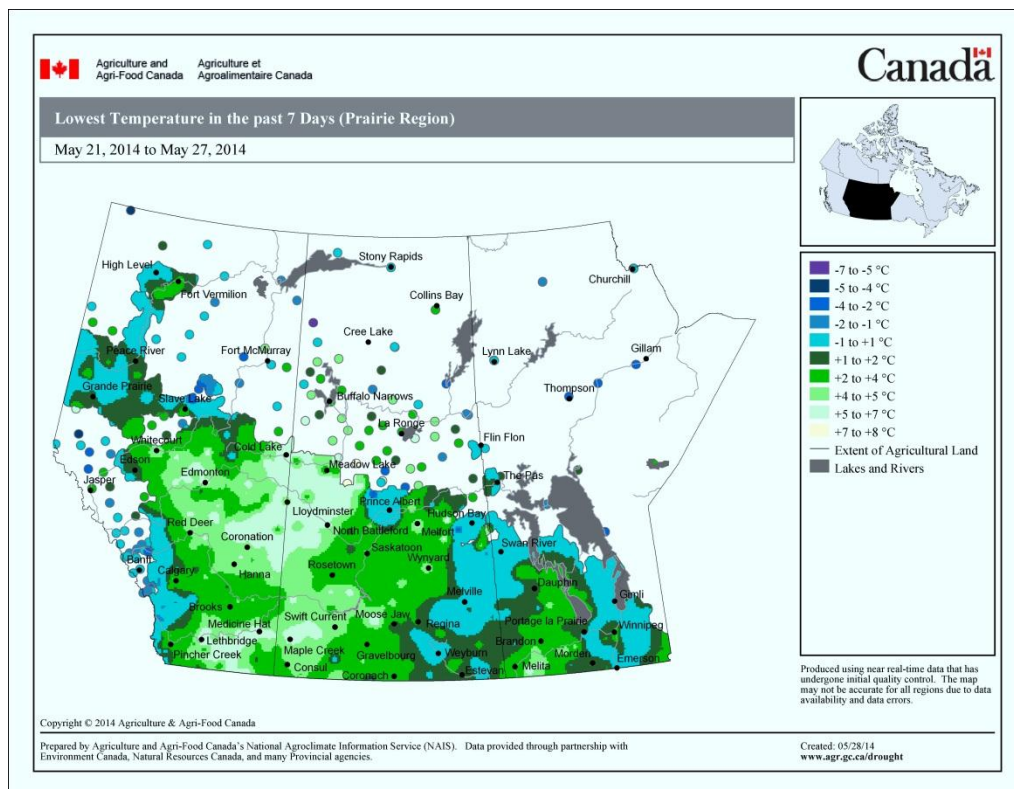 Agriculture and Agriculture et
Agri-Food Canada Agroalimentaire Canada
Canada
Lowest Temperature in the past 7 Days (Prairie Region)
May 21, 2014 to May 27, 2014
High Level
Fort Vermilion
Stony Rapids
Churchill
Collins Bay
Cree Lake
Peace River
Fort McMurray
Lynn Lake
Gillam
Grande Prairie
Slave Lake
Buffalo Narrows
Thompson
La Ronge
Whitecourt
Cold Lake
Flin Flon
Edson
Edmonton
Meadow Lake
The Pas
Jasper
Lloydminster
Prince Albert
Hudson Bay
Red Deer
North Battleford
Melfort
Coronation
Saskatoon
Swan River
Banff
Hanna
Rosetown
Wynyard
Calgary
Dauphin
Melville
Gimli
Brooks
Medicine Hat
Swift Current
Moose Jaw
Regina
Portage la Prairie
Winnipeg
Lethbridge
Maple Creek
Gravelbourg
Weyburn
Brandon
Pincher Creek
Consul
Coronach
Estevan
Melita
Morden
Emerson
-7 to -5 °C
-5 to -4 °C
-4 to -2 °C
-2 to -1 °C
-1 to +1 °C
+1 to +2 °C
+2 to +4 °C
+4 to +5 °C
+5 to +7 °C
+7 to +8 °C
Extent of Agricultural Land
Lakes and Rivers
Produced using near real-time data that has
undergone initial quality control. The map
may not be accurate for all regions due to data
availability and data errors.
Copyright © 2014 Agriculture & Agri-Food Canada
Prepared by Agriculture and Agri-Food Canada's National Agroclimate Information Service (NAIS). Data provided through partnership with
Environment Canada, Natural Resources Canada, and many Provincial agencies.
Created: 05/28/14
www.agr.gc.ca/drought